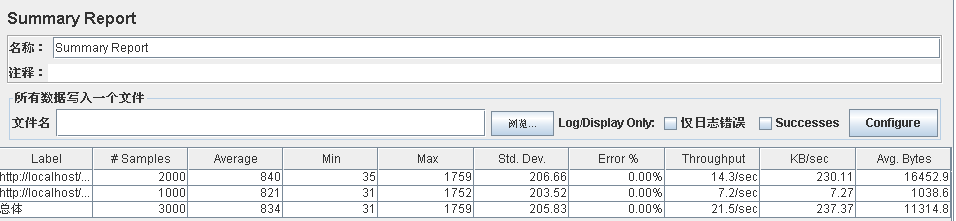 Summary Report
名称： Summary Report
注释：
所有数据写入一个文件
文件名 浏览... Log/Display Only: 仅日志错误 Successes Configure
Label # Samples Average Min Max Std. Dev. Error % Throughput KB/sec Avg. Bytes
http://localhost/... 2000 840 35 1759 206.66 0.00% 14.3/sec 230.11 16452.9
http://localhost/... 1000 821 31 1752 203.52 0.00% 7.2/sec 7.27 1038.6
总体 3000 834 31 1759 205.83 0.00% 21.5/sec 237.37 11314.8